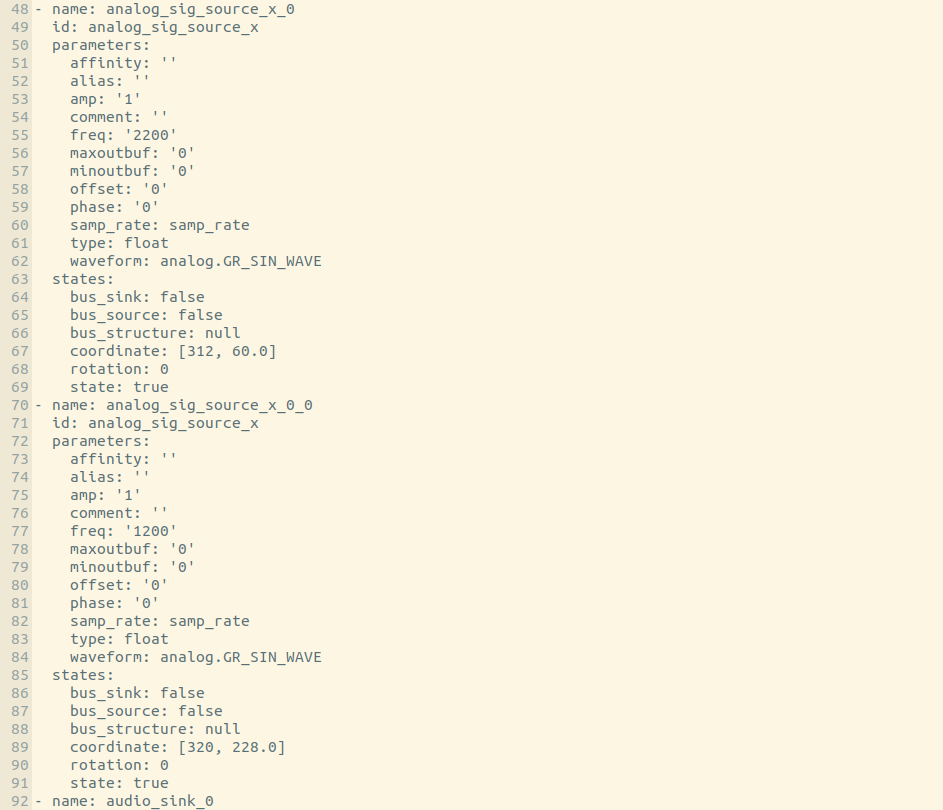 48 - name: analog_sig_source_x_0
49   id: analog_sig_source_x
50   parameters:
51     affinity: ''
52     alias: ''
53     amp: '1'
54     comment: ''
55     freq: '2200'
56     maxoutbuf: '0'
57     minoutbuf: '0'
58     offset: '0'
59     phase: '0'
60     samp_rate: samp_rate
61     type: float
62     waveform: analog.GR_SIN_WAVE
63   states:
64     bus_sink: false
65     bus_source: false
66     bus_structure: null
67     coordinate: [312, 60.0]
68     rotation: 0
69     state: true
70 - name: analog_sig_source_x_0_0
71   id: analog_sig_source_x
72   parameters:
73     affinity: ''
74     alias: ''
75     amp: '1'
76     comment: ''
77     freq: '1200'
78     maxoutbuf: '0'
79     minoutbuf: '0'
80     offset: '0'
81     phase: '0'
82     samp_rate: samp_rate
83     type: float
84     waveform: analog.GR_SIN_WAVE
85   states:
86     bus_sink: false
87     bus_source: false
88     bus_structure: null
89     coordinate: [320, 228.0]
90     rotation: 0
91     state: true
92 - name: audio_sink_0